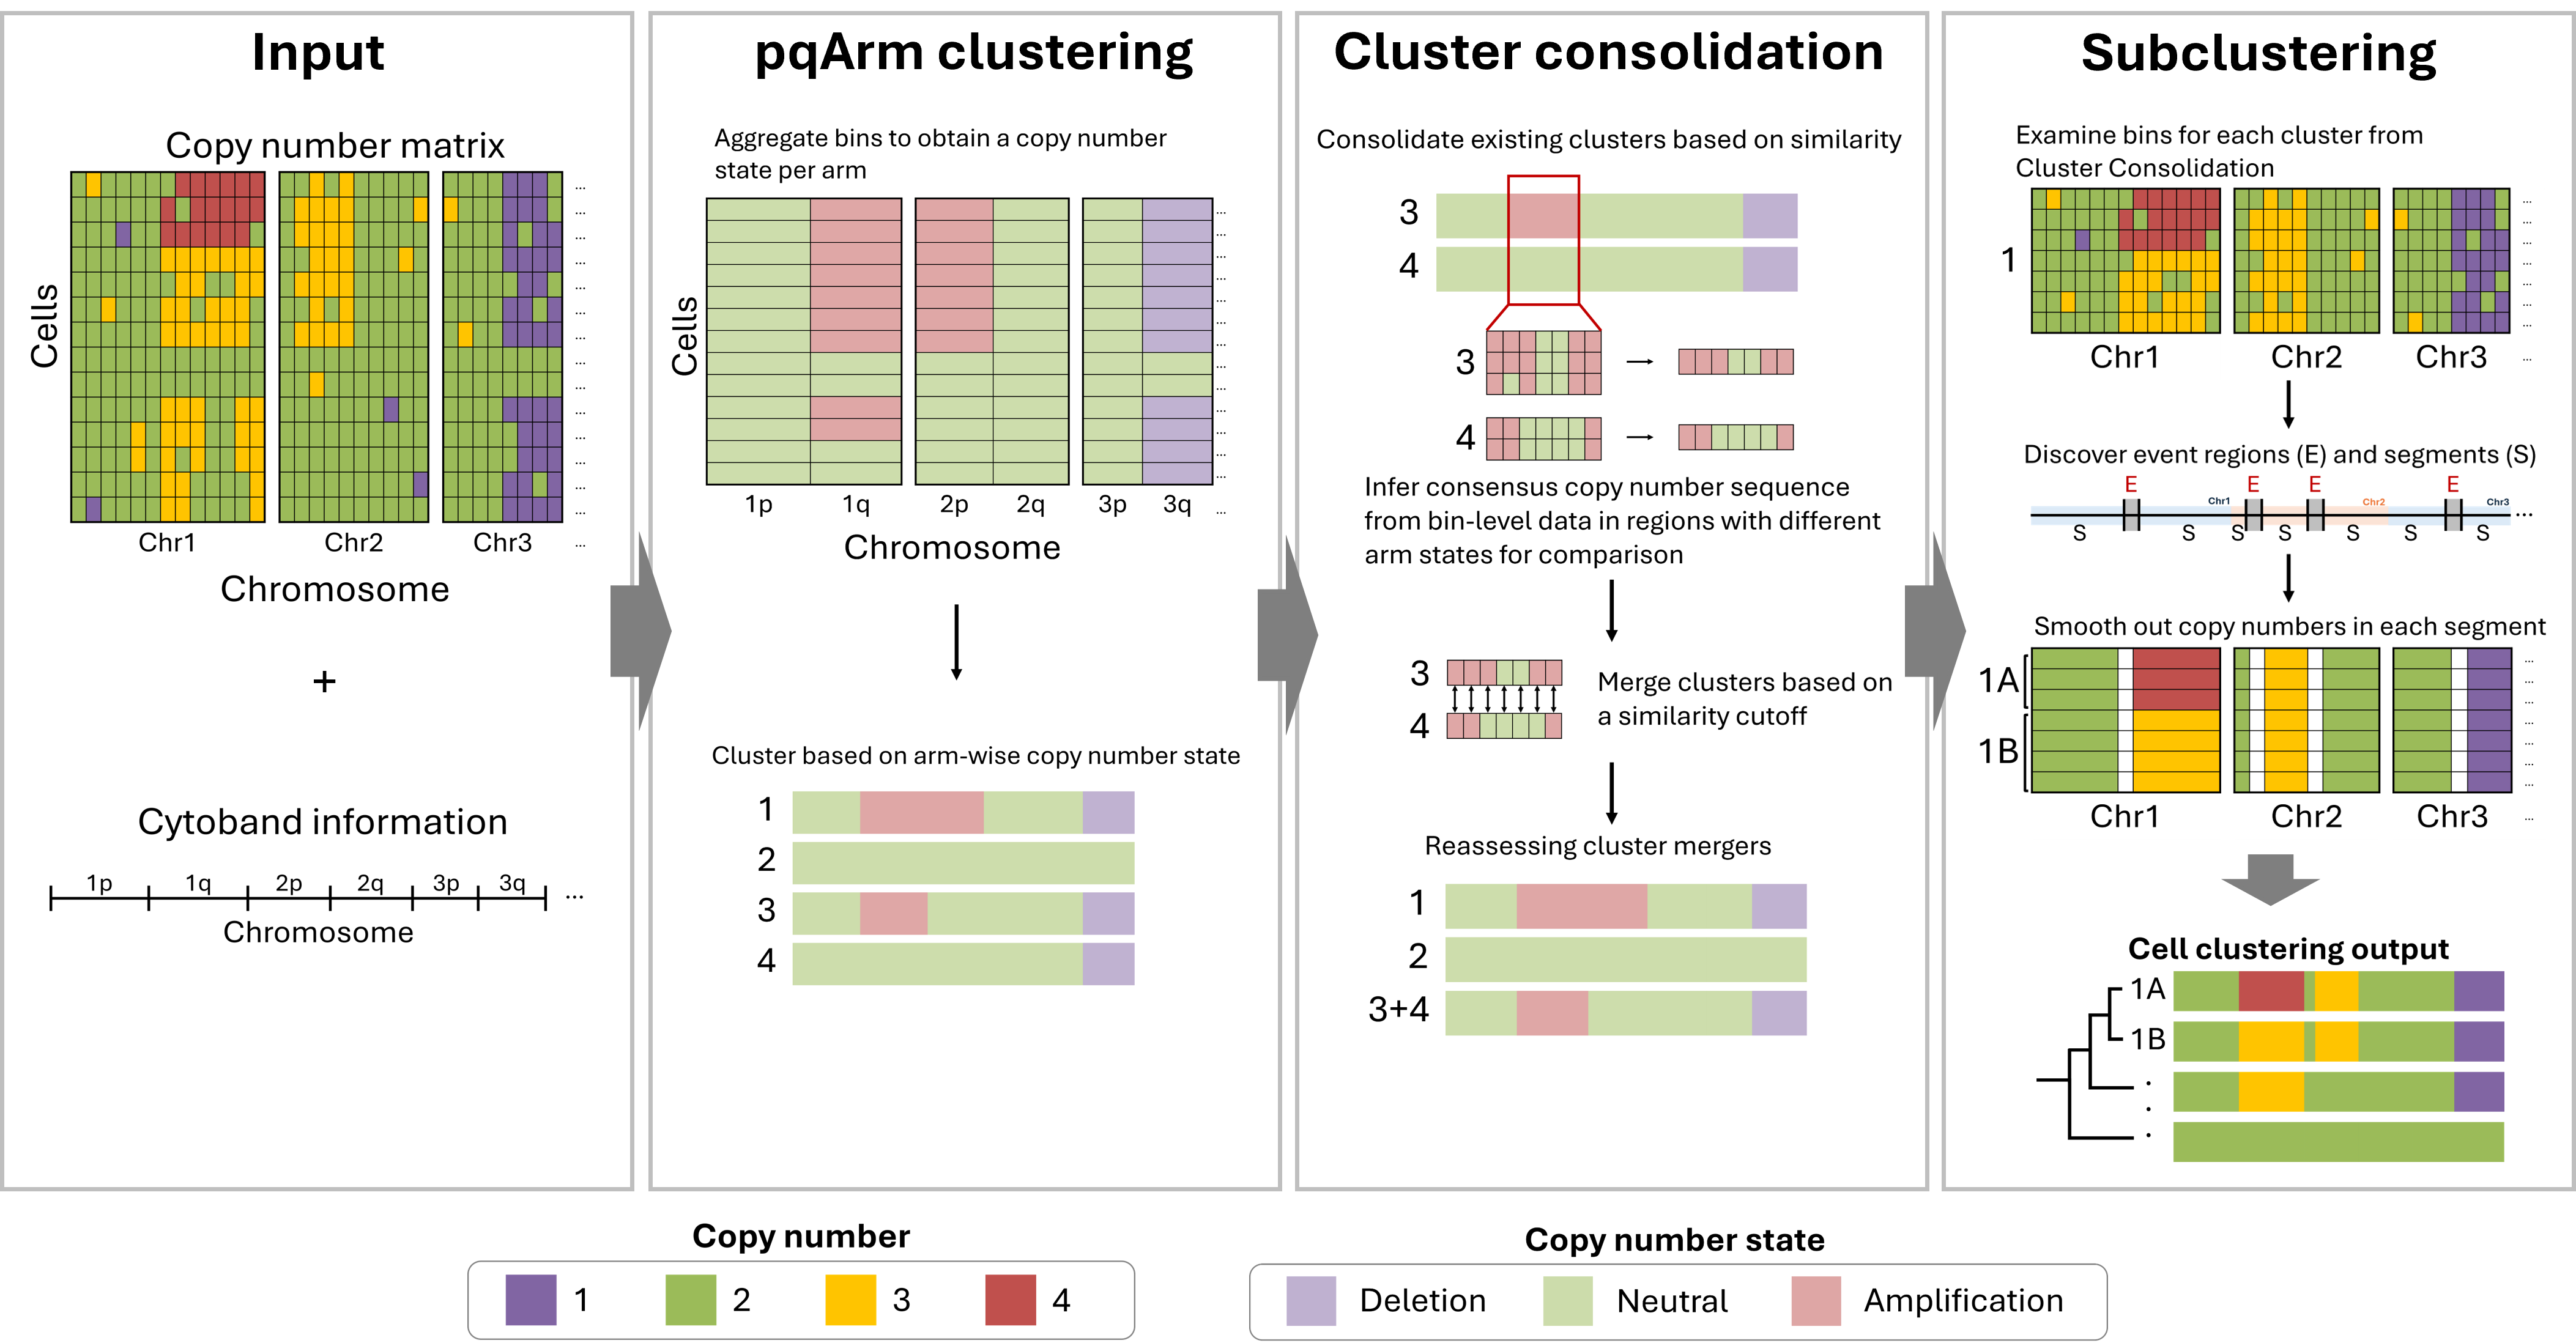 Input
Copy number matrix
...
...
...
...
...
...
...
...
...
...
...
...
...
...
Cells
Chr1 Chr2 Chr3 ...
Chromosome
+
Cytoband information
1p 1q 2p 2q 3p 3q ...
Chromosome
pqArm clustering
Aggregate bins to obtain a copy number
state per arm
...
...
...
...
...
...
...
...
...
...
...
...
...
Cells
1p 1q 2p 2q 3p 3q ...
Chromosome
Cluster based on arm-wise copy number state
1
2
3
4
Cluster consolidation
Consolidate existing clusters based on similarity
3
4
3
4
Infer consensus copy number sequence
from bin-level data in regions with different
arm states for comparison
3
4
Merge clusters based on
a similarity cutoff
Reassessing cluster mergers
1
2
3+4
Subclustering
Examine bins for each cluster from
Cluster Consolidation
1
...
...
...
...
...
...
...
Chr1 Chr2 Chr3 ...
Discover event regions (E) and segments (S)
E E E E
Chr1 Chr2 Chr3 ...
S S S S S S S
Smooth out copy numbers in each segment
1A
1B
...
...
...
...
...
...
...
Chr1 Chr2 Chr3 ...
Cell clustering output
1A
1B
.
.
.
Copy number
1 2 3 4
Copy number state
Deletion Neutral Amplification